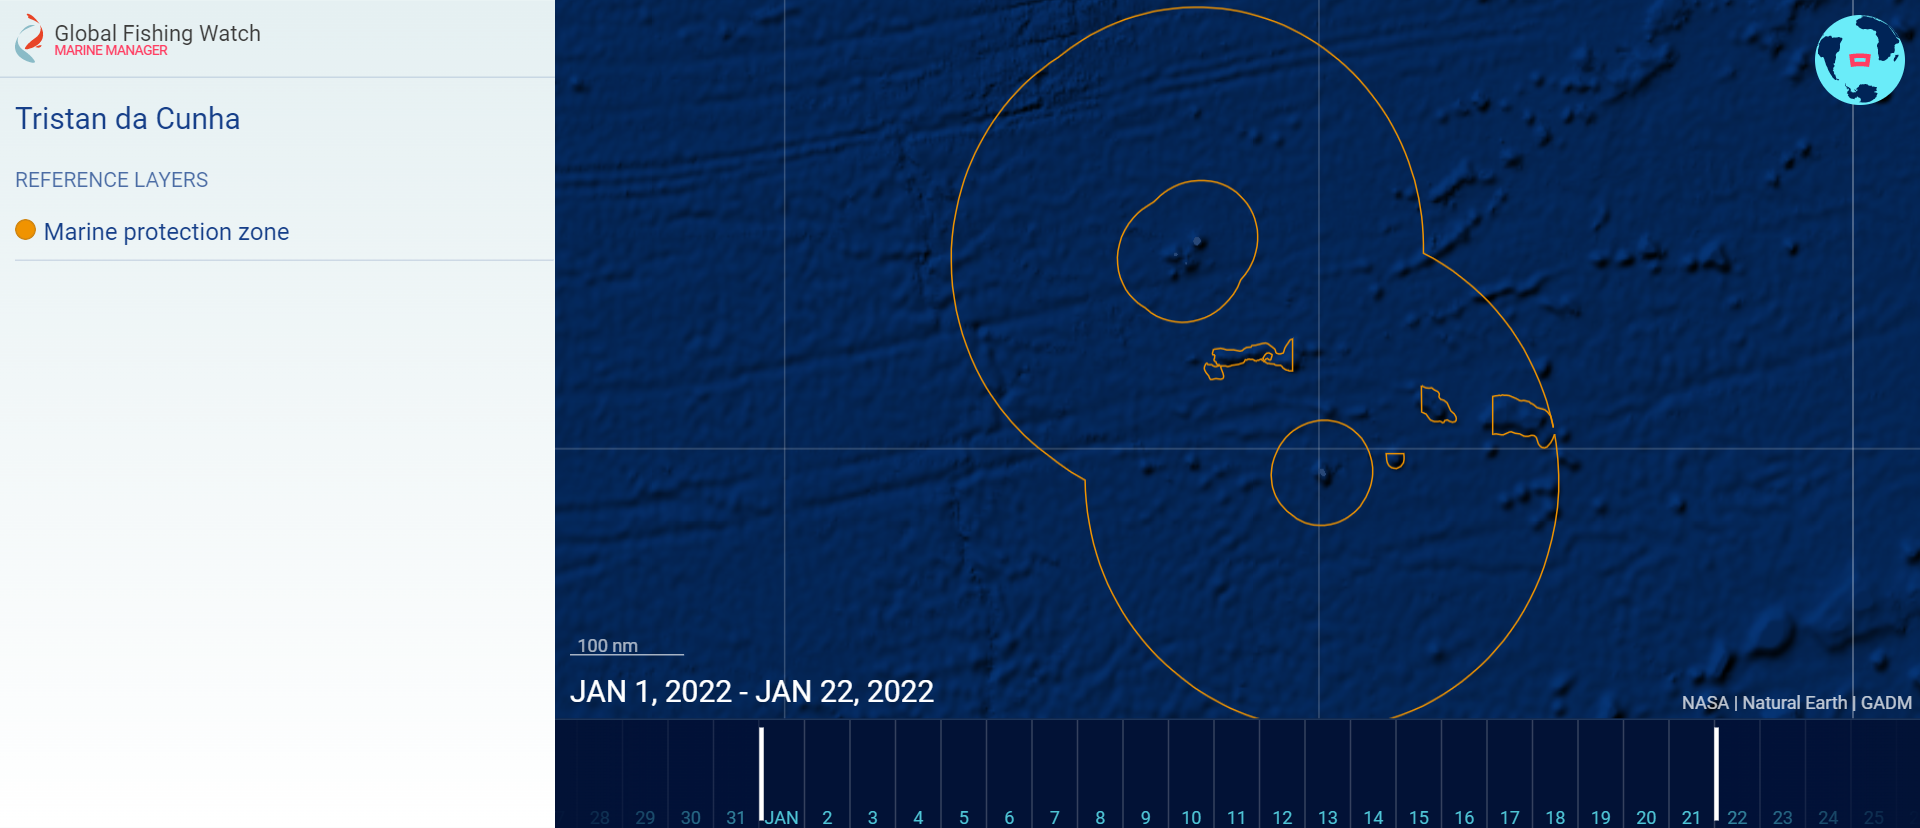 Global Fishing Watch
MARINE MANAGER
Tristan da Cunha
REFERENCE LAYERS
Marine protection zone
100 nm
JAN 1, 2022 - JAN 22, 2022
NASA | Natural Earth | GADM
28 29 30 31 JAN 2 3 4 5 6 7 8 9 10 11 12 13 14 15 16 17 18 19 20 21 22 23 24 25